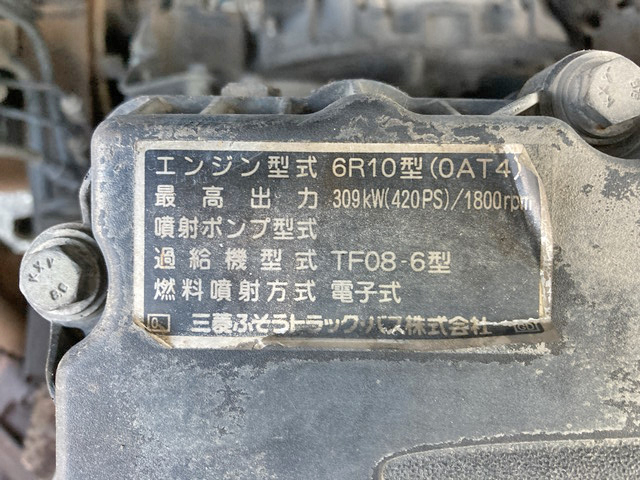 エンジン型式 6R10型(0AT4)
最高出力 309kW(420PS)/1800rpm
噴射ポンプ型式
過給機型式 TF08-6型
燃料噴射方式 電子式
三菱ふそうトラック・バス株式会社